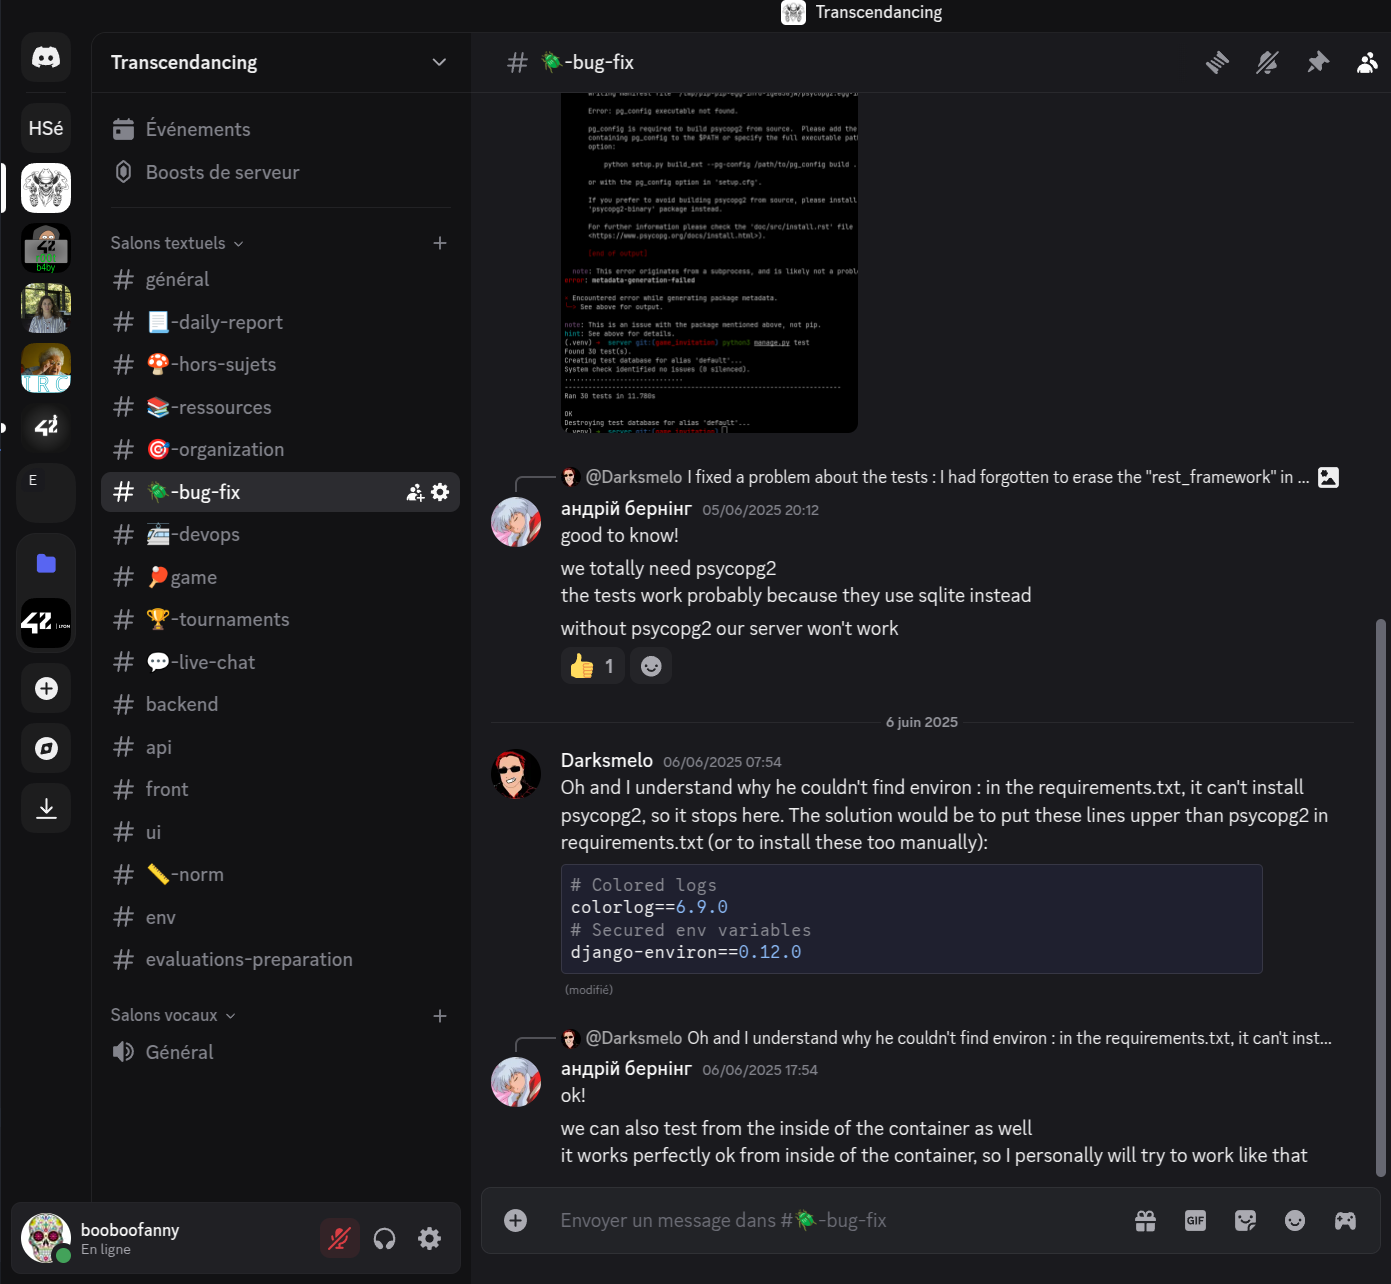 Transcendancing
Transcendancing
HSé
42
b4by
I R C
42
E
42
LYON
Événements
Boosts de serveur
Salons textuels
général
-daily-report
-hors-sujets
-ressources
-organization
-bug-fix
-devops
game
-tournaments
-live-chat
backend
api
front
ui
-norm
env
evaluations-preparation
Salons vocaux
Général
booboofanny
En ligne
-bug-fix
Error: pg_config executable not found.
pg_config is required to build psycopg2 from source.  Please add the
containing pg_config to the $PATH or specify the full executable pat
option:
python setup.py build_ext --pg-config /path/to/pg_config build .
or with the pg_config option in 'setup.cfg'.
If you prefer to avoid building psycopg2 from source, please install
'psycopg2-binary' package instead.
For further information check the 'doc/src/install.rst' file
<https://www.psycopg.org/docs/install.html>).
[end of output]
note: This error originates from a subprocess, and is likely not a probl
error: metadata-generation-failed
× Encountered error while generating package metadata.
╰─> See above for output.
note: This is an issue with the package mentioned above, not pip.
hint: See above for details.
(.venv) → server git:(game_invitation) python3 manage.py test
Found 30 test(s).
Creating test database for alias 'default'...
System check identified no issues (0 silenced).
..............................
----------------------------------------------------------------------
Ran 30 tests in 11.780s
OK
Destroying test database for alias 'default'...
(.venv) → server git:(game_invitation)
@Darksmelo I fixed a problem about the tests : I had forgotten to erase the "rest_framework" in ...
андрій бернінг 05/06/2025 20:12
good to know!
we totally need psycopg2
the tests work probably because they use sqlite instead
without psycopg2 our server won't work
👍 1
6 juin 2025
Darksmelo 06/06/2025 07:54
Oh and I understand why he couldn't find environ : in the requirements.txt, it can't install
psycopg2, so it stops here. The solution would be to put these lines upper than psycopg2 in
requirements.txt (or to install these too manually):
# Colored logs
colorlog==6.9.0
# Secured env variables
django-environ==0.12.0
(modifié)
@Darksmelo Oh and I understand why he couldn't find environ : in the requirements.txt, it can't inst...
андрій бернінг 06/06/2025 17:54
ok!
we can also test from the inside of the container as well
it works perfectly ok from inside of the container, so I personally will try to work like that
Envoyer un message dans #🪲-bug-fix
GIF